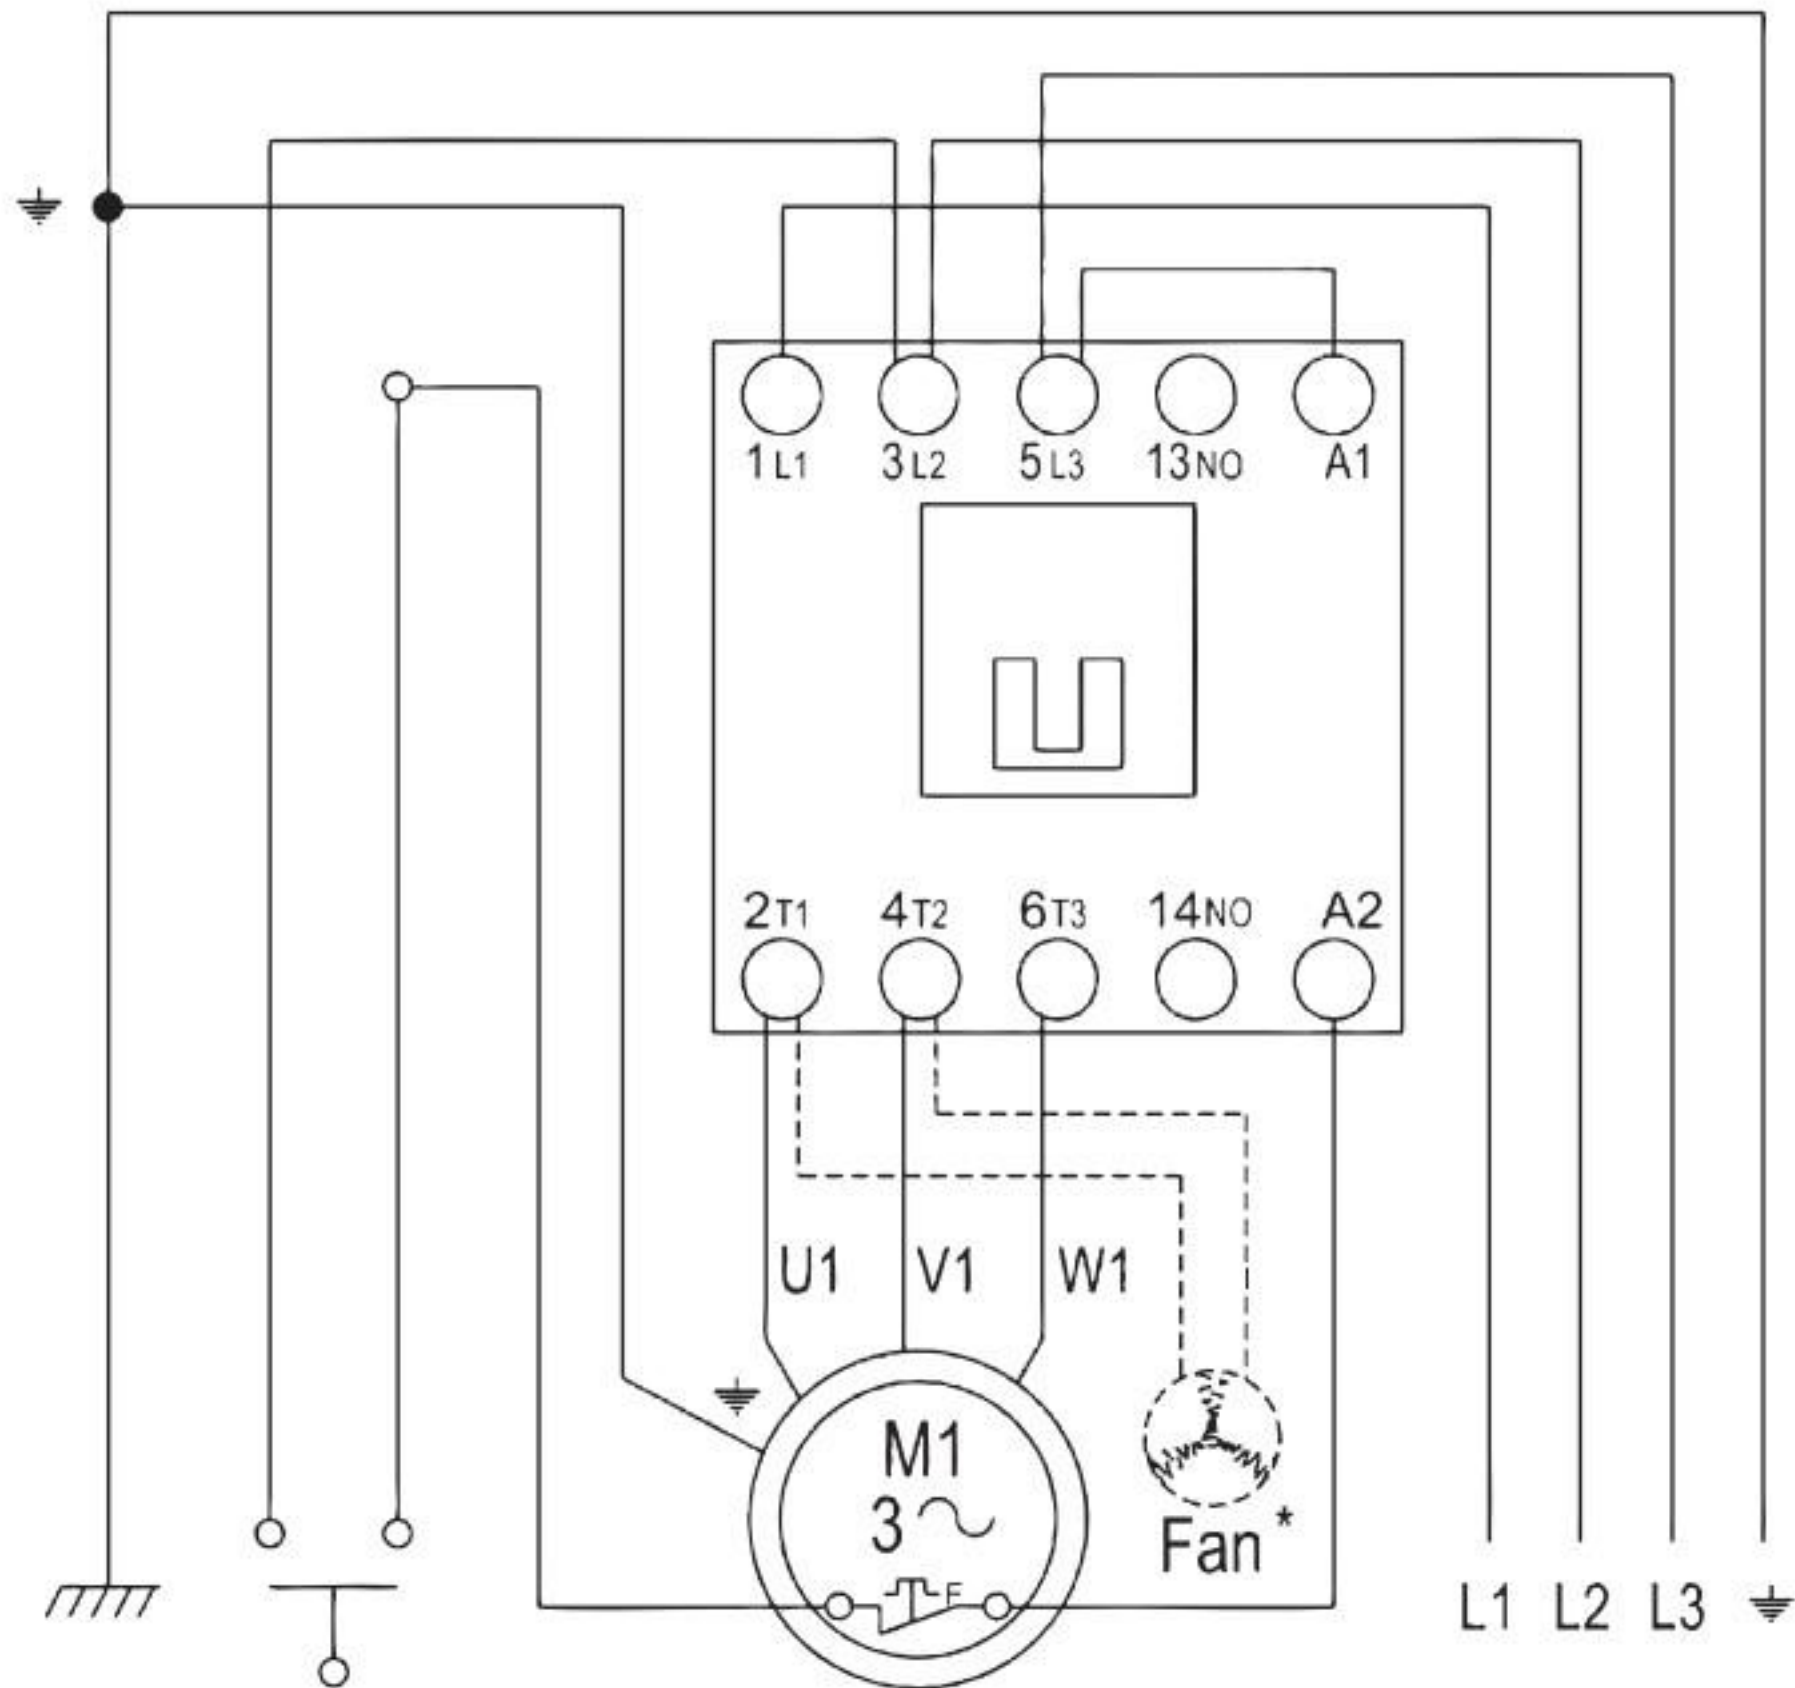 1L1 3L2 5L3 13NO A1
2T1 4T2 6T3 14NO A2
U1 V1 W1
M1
3
Fan*
F
L1 L2 L3